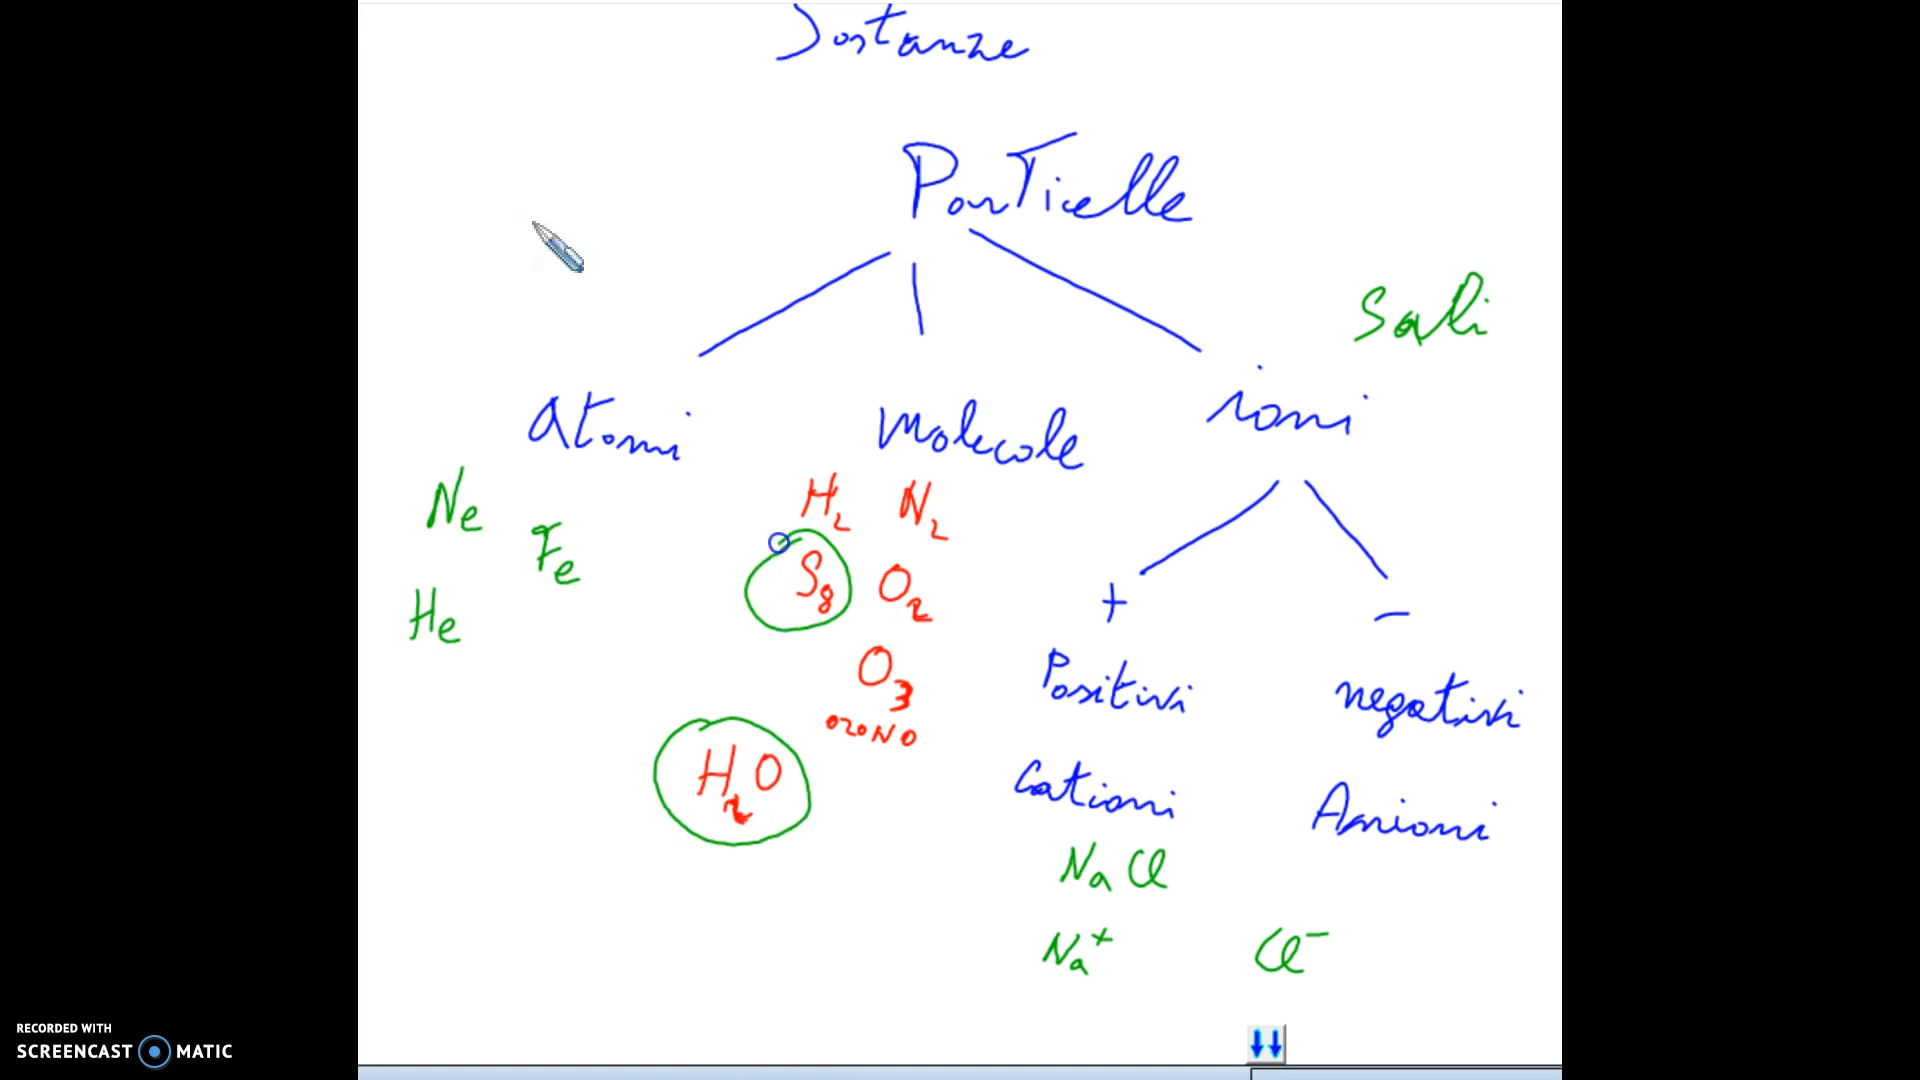 Sostanze
Particelle
Sali
atomi molecole ioni
Ne Fe He
H₂ N₂
S₈ O₂
O₃
OZONO
H₂O
+ −
Positivi negativi
Cationi Anioni
NaCl
Na⁺ Cl⁻
RECORDED WITH
SCREENCAST MATIC